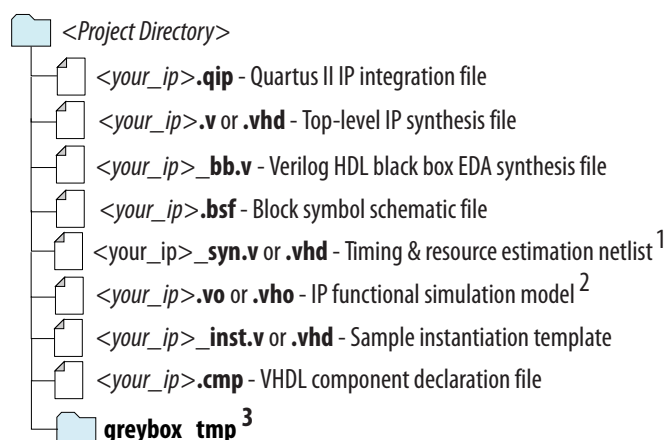 <Project Directory>
<your_ip>.qip - Quartus II IP integration file
<your_ip>.v or .vhd - Top-level IP synthesis file
<your_ip>_bb.v - Verilog HDL black box EDA synthesis file
<your_ip>.bsf - Block symbol schematic file
<your_ip>_syn.v or .vhd - Timing & resource estimation netlist 1
<your_ip>.vo or .vho - IP functional simulation model 2
<your_ip>_inst.v or .vhd - Sample instantiation template
<your_ip>.cmp - VHDL component declaration file
greybox_tmp 3